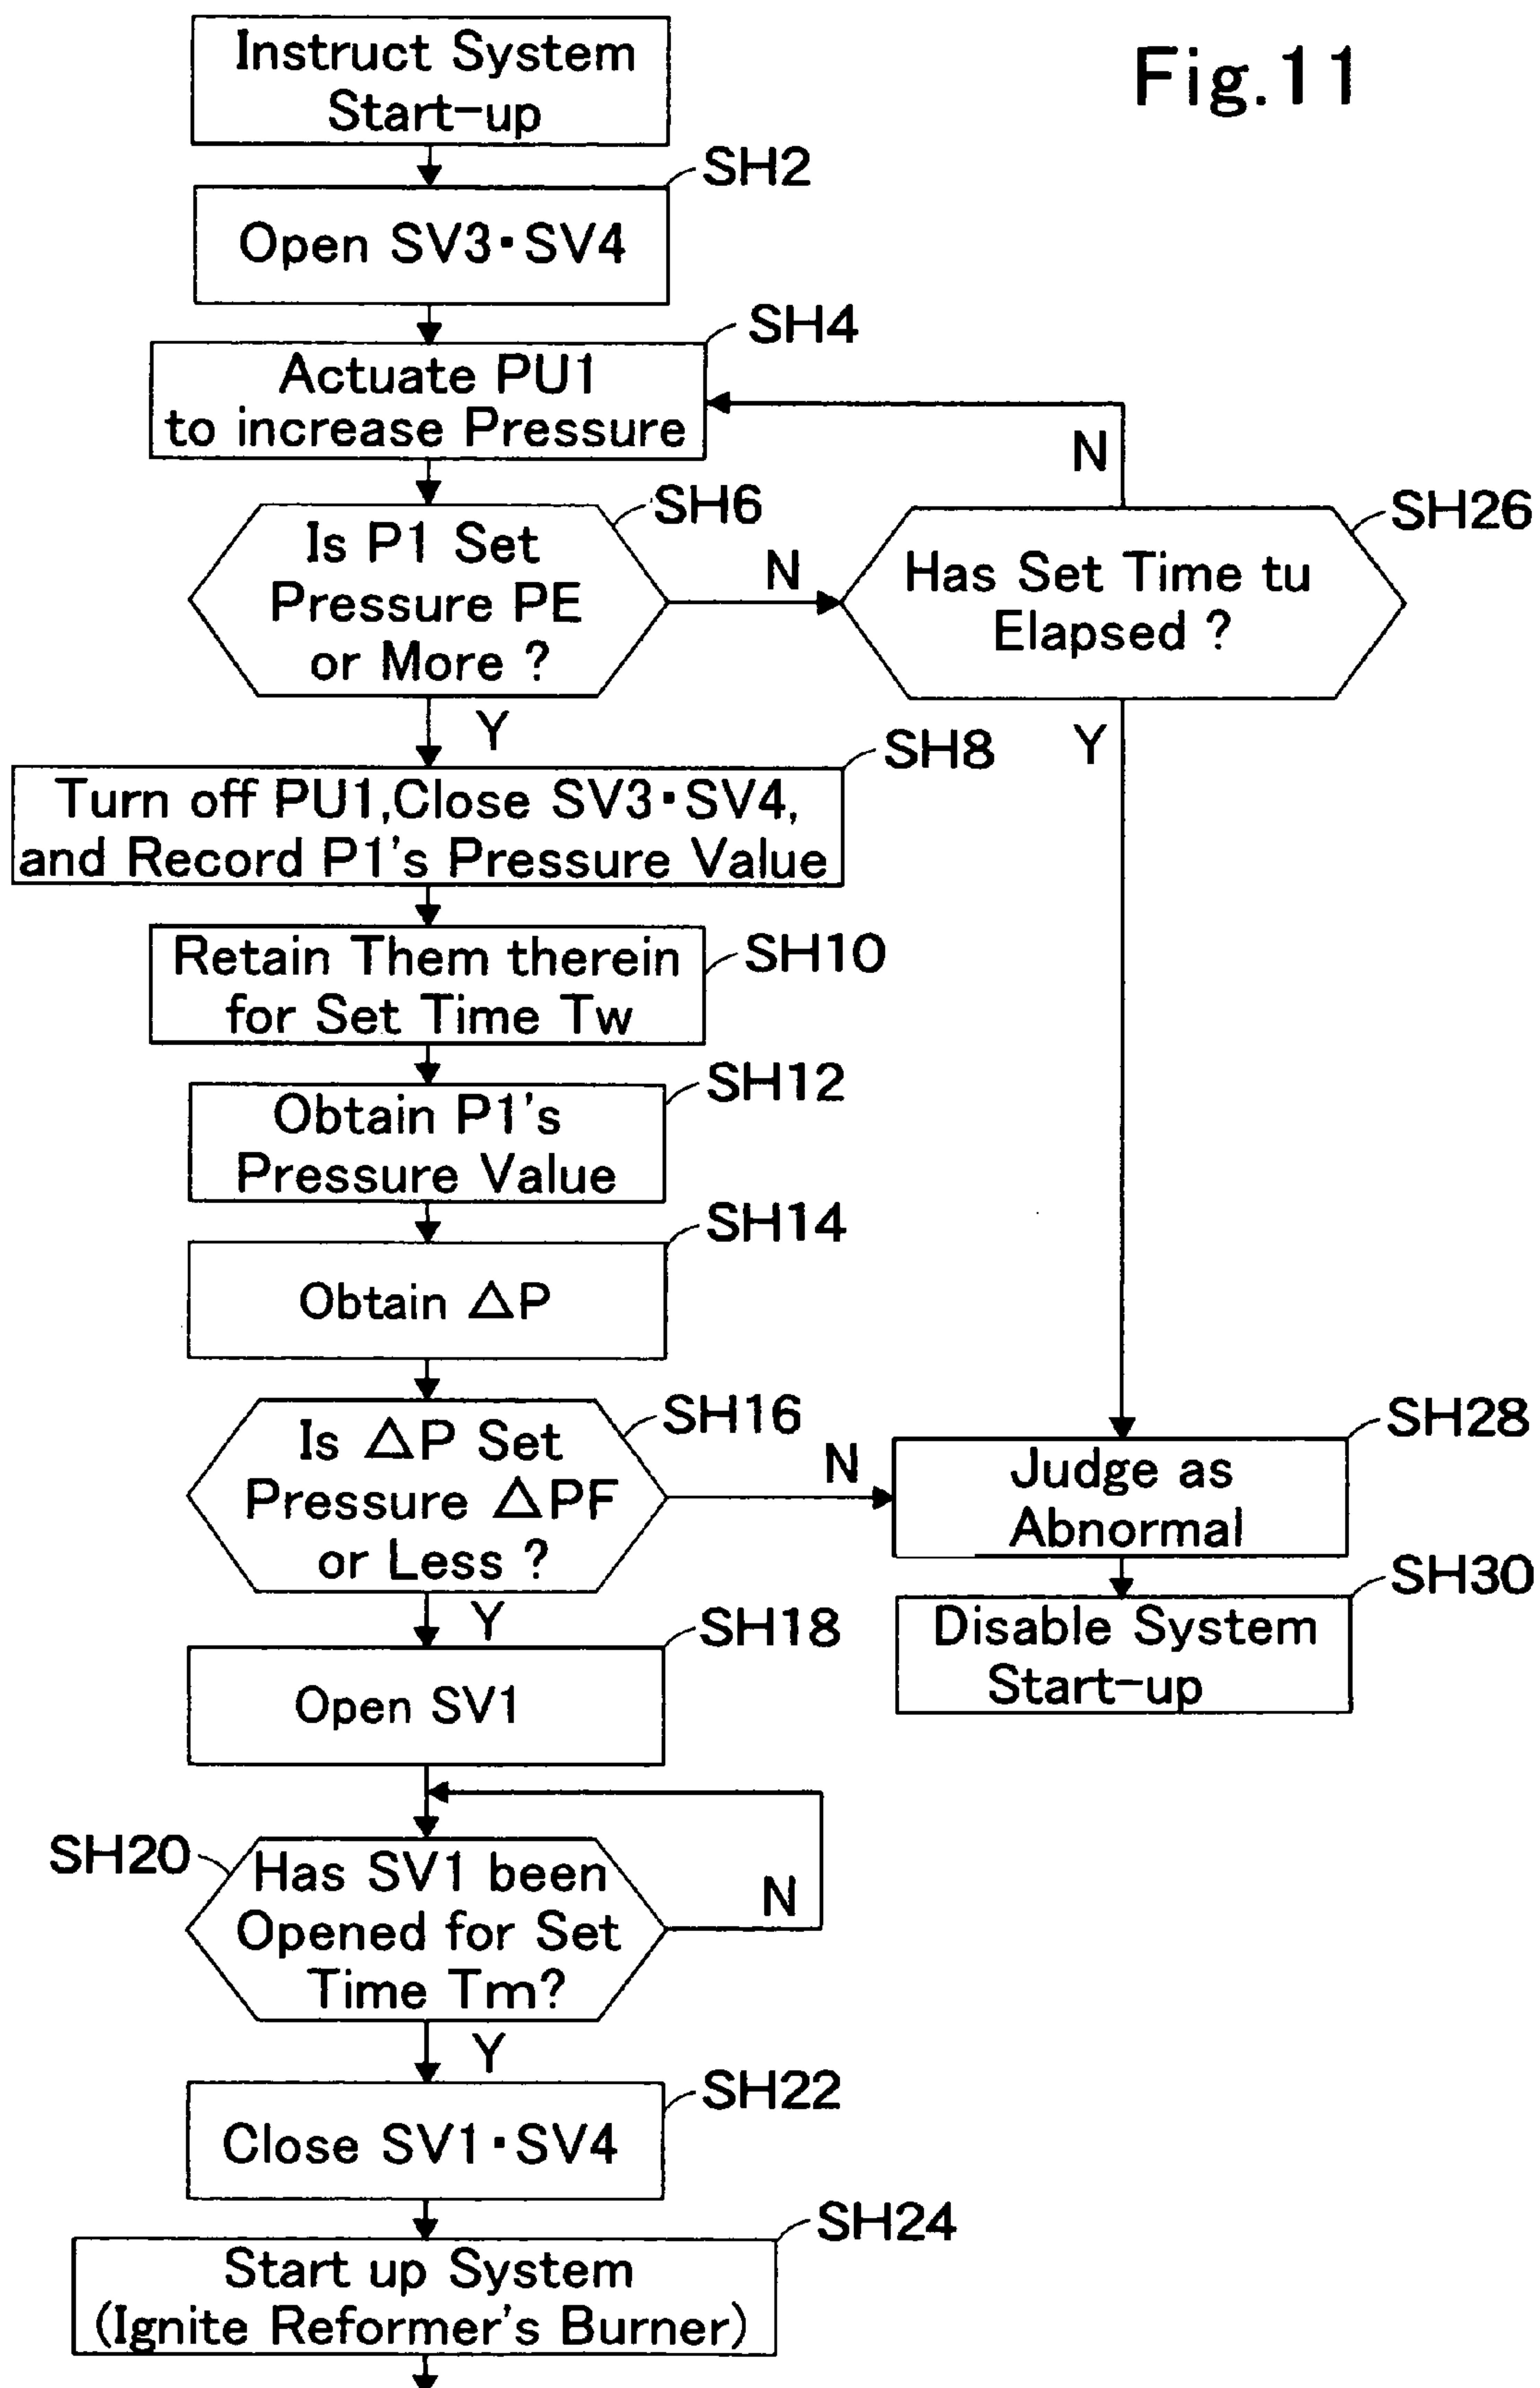 Fig.11
Instruct System
Start-up
SH2
Open SV3・SV4
SH4
Actuate PU1
to increase Pressure
N
SH6
Is P1 Set
Pressure PE
or More ?
N
SH26
Has Set Time tu
Elapsed ?
Y
Y
SH8
Turn off PU1,Close SV3・SV4,
and Record P1's Pressure Value
SH10
Retain Them therein
for Set Time Tw
SH12
Obtain P1's
Pressure Value
SH14
Obtain △P
SH16
Is △P Set
Pressure △PF
or Less ?
N
SH28
Judge as
Abnormal
SH30
Disable System
Start-up
Y
SH18
Open SV1
SH20
Has SV1 been
Opened for Set
Time Tm?
N
Y
SH22
Close SV1・SV4
SH24
Start up System
(Ignite Reformer's Burner)